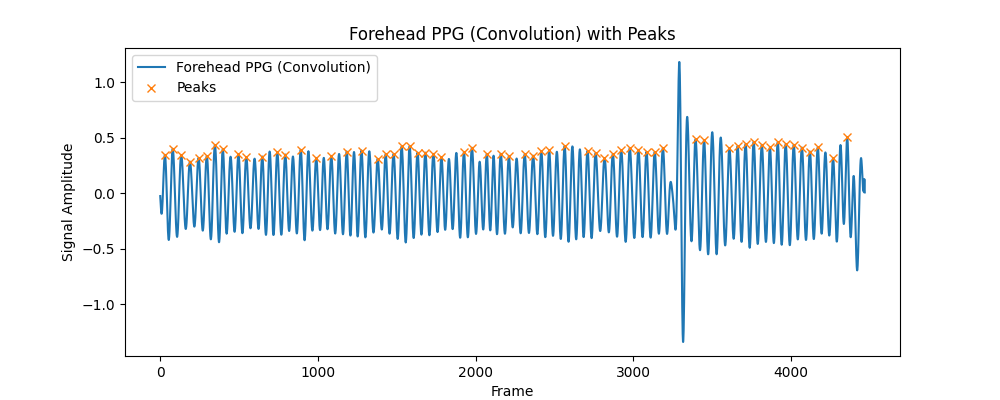 Forehead PPG (Convolution) with Peaks
Forehead PPG (Convolution)
Peaks
1.0
0.5
0.0
−0.5
−1.0
Signal Amplitude
0 1000 2000 3000 4000
Frame